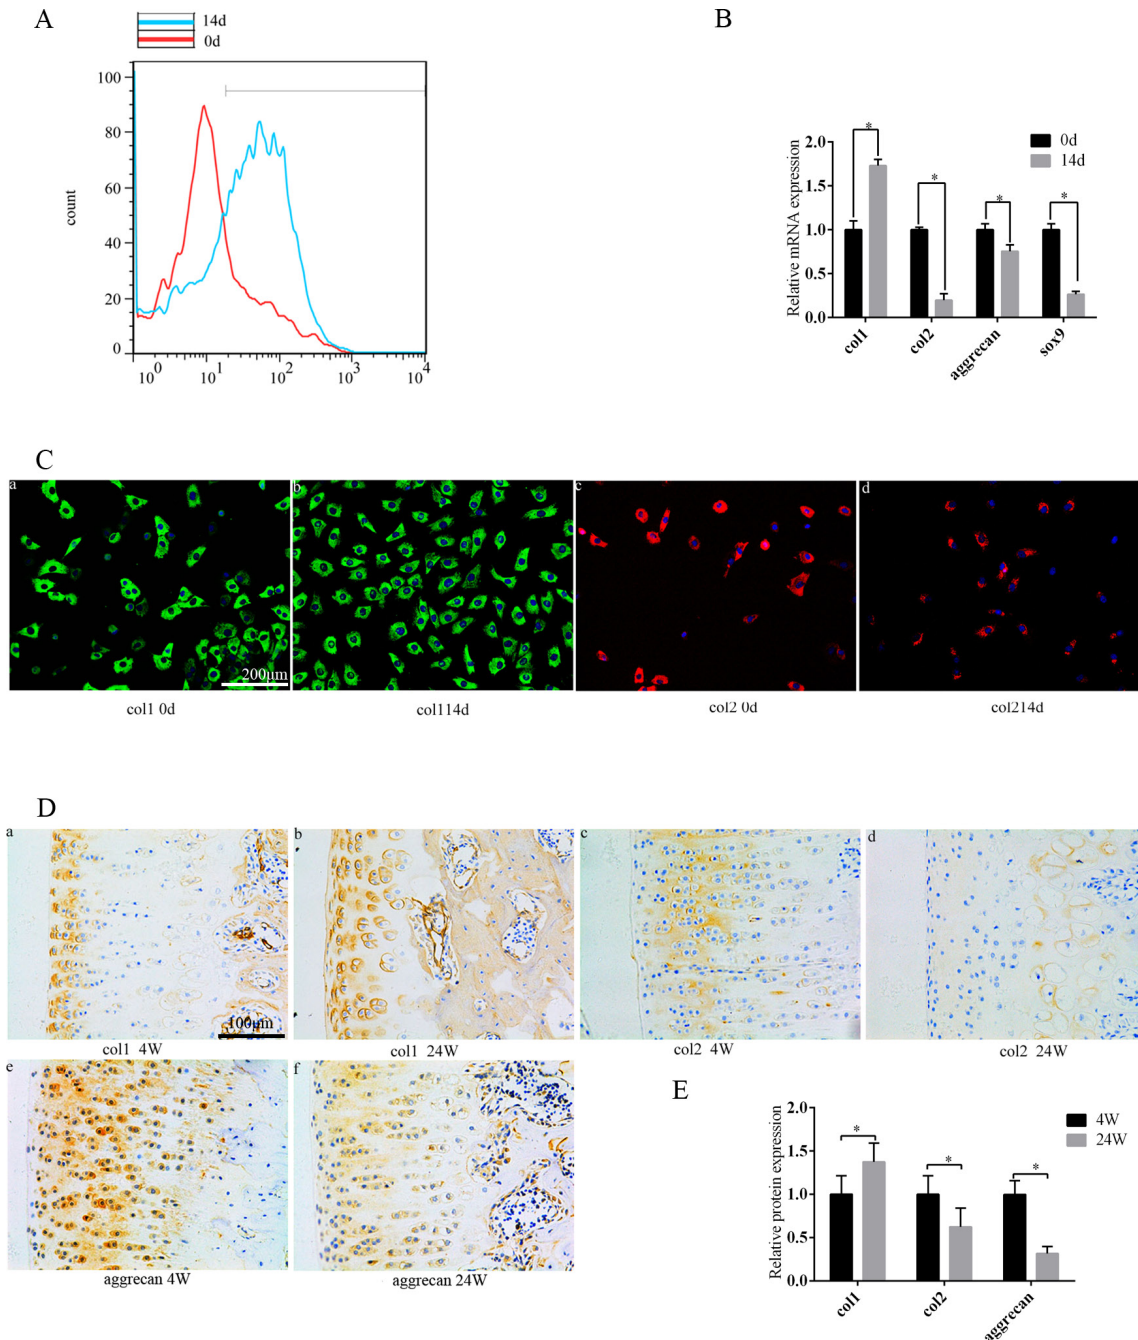 A
14d
0d
100
80
60
40
20
0
count
10^0
10^1
10^2
10^3
10^4
B
0d
14d
Relative mRNA expression
2.0
1.5
1.0
0.5
0.0
*
*
*
*
col1
col2
aggrecan
sox9
C
a
b
c
d
200μm
col1 0d
col114d
col2 0d
col214d
D
a
b
c
d
100μm
col1 4W
col1 24W
col2 4W
col2 24W
e
f
aggrecan 4W
aggrecan 24W
E
4W
24W
Relative protein expression
2.0
1.5
1.0
0.5
0.0
*
*
*
col1
col2
aggrecan